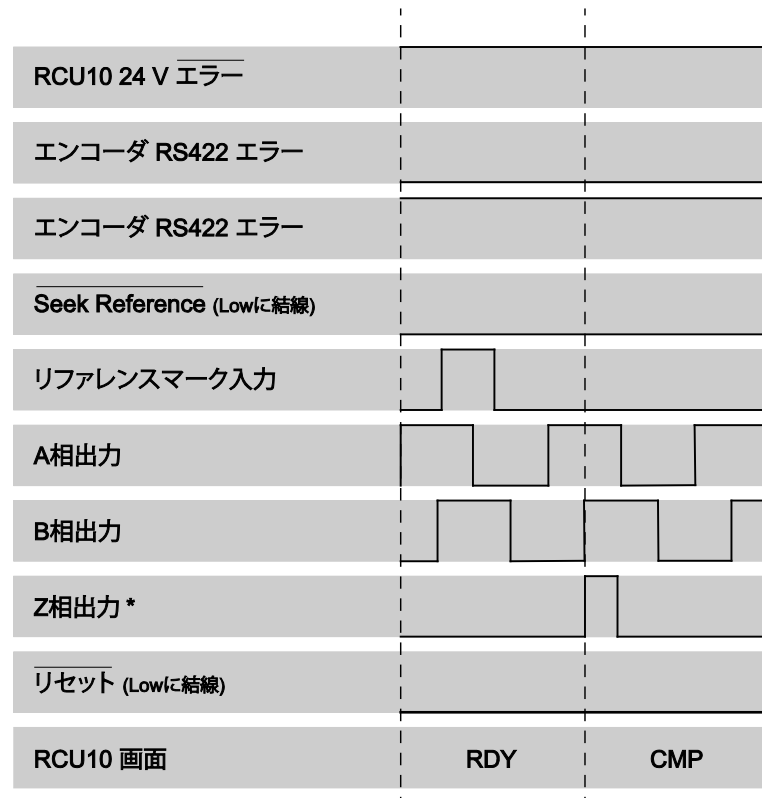 RCU10 24 V エラー
エンコーダ RS422 エラー
エンコーダ RS422 エラー
Seek Reference (Lowに結線)
リファレンスマーク入力
A相出力
B相出力
Z相出力 *
リセット (Lowに結線)
RCU10 画面 RDY CMP